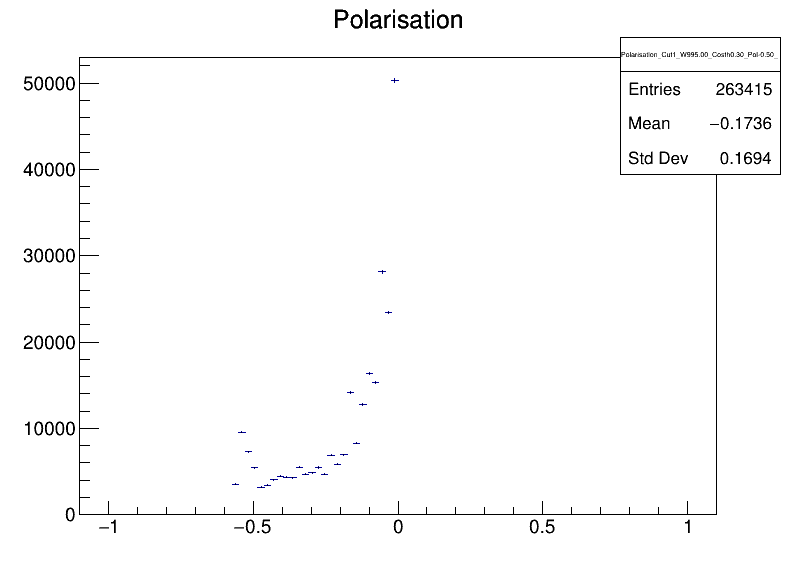 Polarisation
Polarisation_Cut1_W995.00_Costh0.30_Pol-0.50_
Entries 263415
Mean −0.1736
Std Dev 0.1694
50000
40000
30000
20000
10000
0
−1 −0.5 0 0.5 1